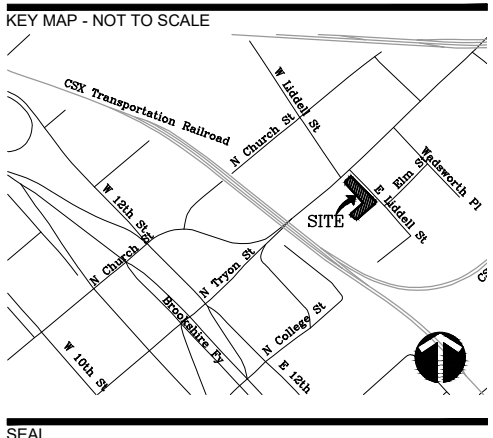 KEY MAP - NOT TO SCALE
CSX Transportation Railroad
W Liddell St
N Church St
Wadsworth Pl
Elm St
E Liddell St
SITE
W 12th St
N Church St
N Tryon St
Brookshire Fy
N College St
W 10th St
E 12th
CS
SEAL